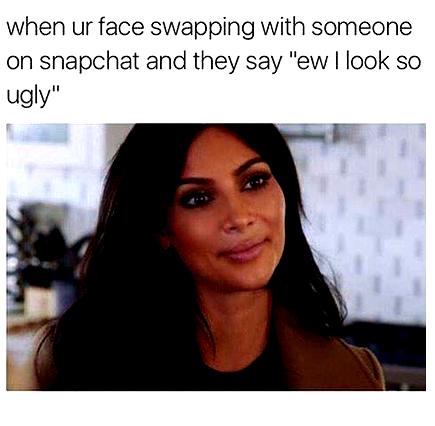 when ur face swapping with someone
on snapchat and they say "ew I look so
ugly"